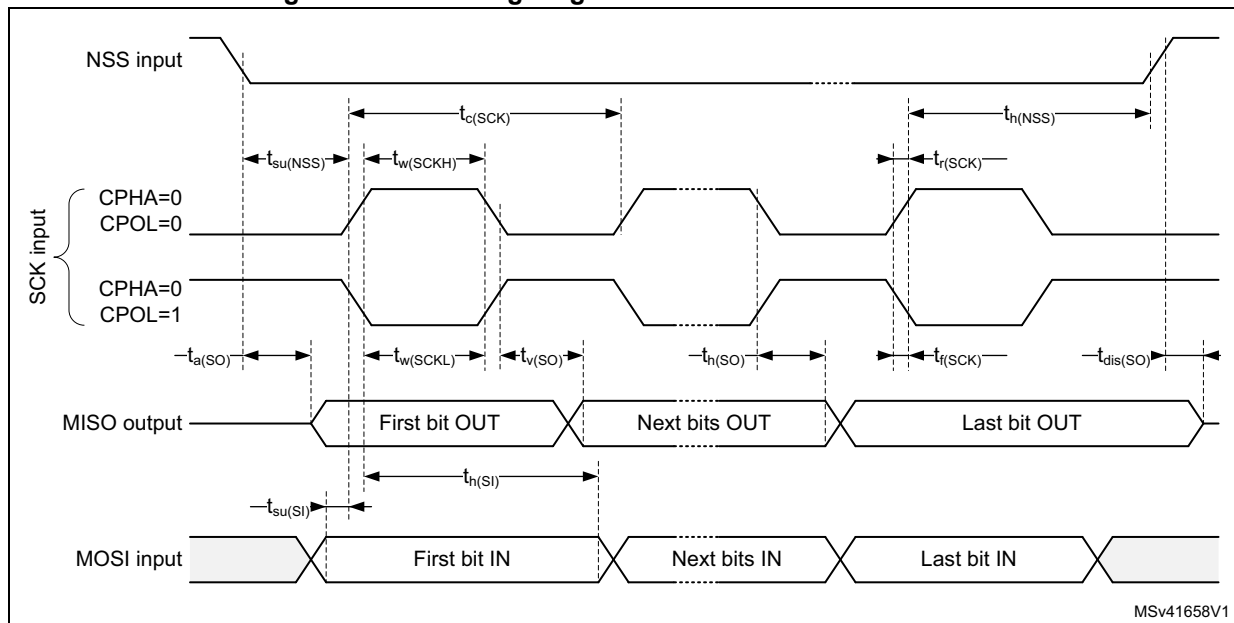 NSS input
tc(SCK)
th(NSS)
tsu(NSS)
tw(SCKH)
tr(SCK)
CPHA=0
CPOL=0
SCK input
CPHA=0
CPOL=1
ta(SO)
tw(SCKL)
tv(SO)
th(SO)
tf(SCK)
tdis(SO)
MISO output
First bit OUT
Next bits OUT
Last bit OUT
th(SI)
tsu(SI)
MOSI input
First bit IN
Next bits IN
Last bit IN
MSv41658V1